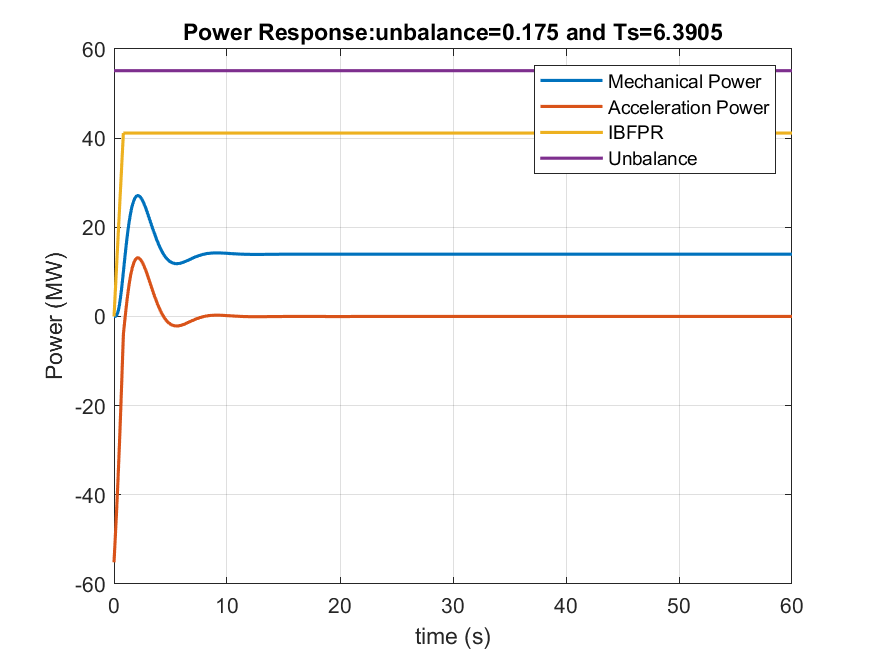 Power Response:unbalance=0.175 and Ts=6.3905
Power (MW)
60
40
20
0
-20
-40
-60
Mechanical Power
Acceleration Power
IBFPR
Unbalance
0 10 20 30 40 50 60
time (s)